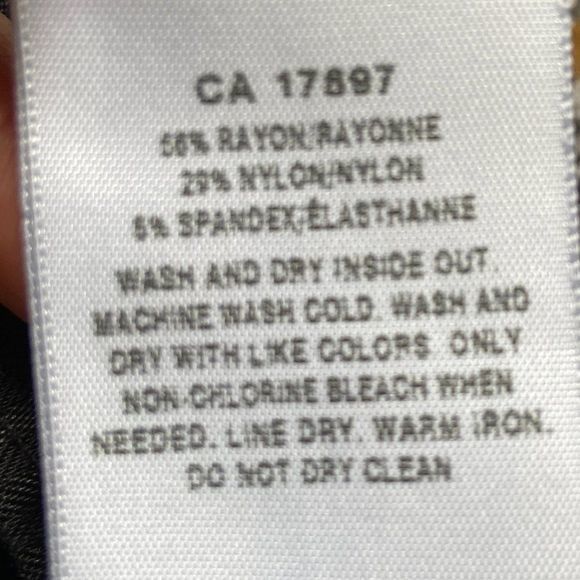 CA 17897
66% RAYON/RAYONNE
29% NYLON/NYLON
5% SPANDEX/ÉLASTHANNE
WASH AND DRY INSIDE OUT.
MACHINE WASH COLD. WASH AND
DRY WITH LIKE COLORS. ONLY
NON-CHLORINE BLEACH WHEN
NEEDED. LINE DRY. WARM IRON.
DO NOT DRY CLEAN